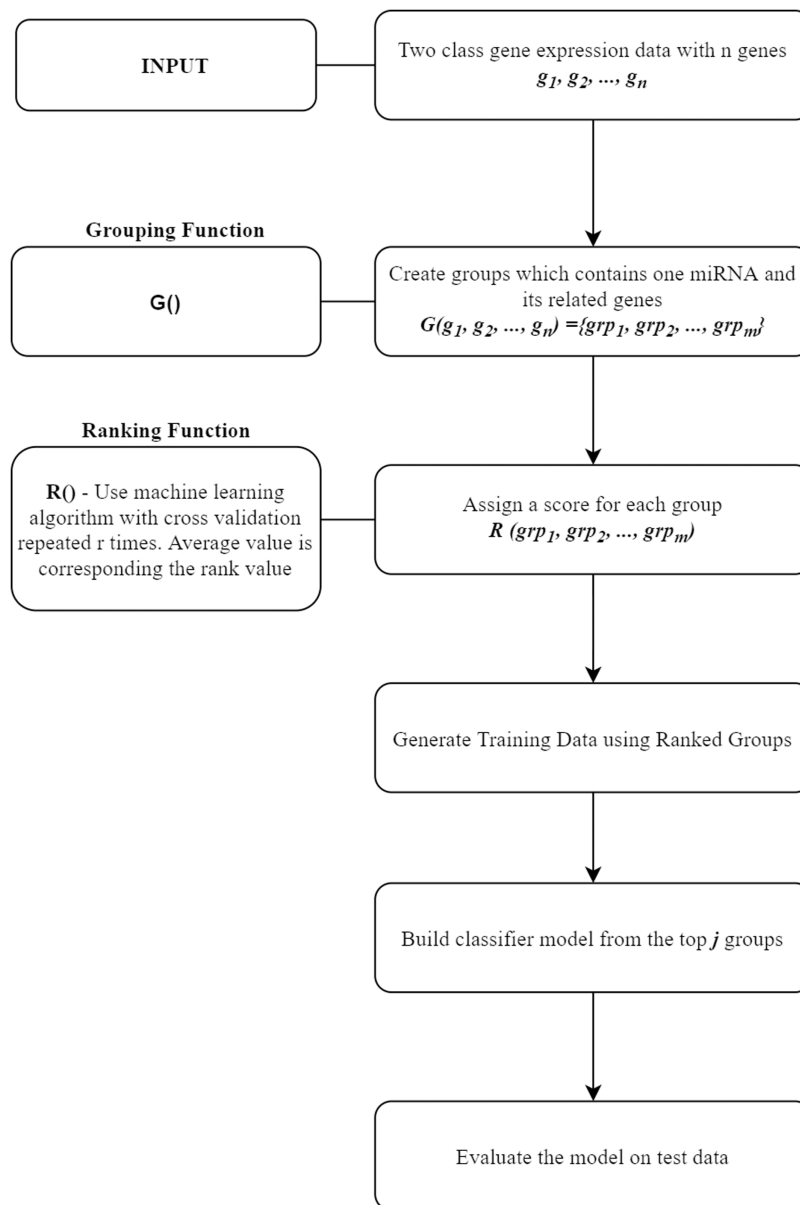 INPUT
Two class gene expression data with n genes
g1, g2, ..., gn
Grouping Function
G()
Create groups which contains one miRNA and
its related genes
G(g1, g2, ..., gn) ={grp1, grp2, ..., grpm}
Ranking Function
R() - Use machine learning
algorithm with cross validation
repeated r times. Average value is
corresponding the rank value
Assign a score for each group
R (grp1, grp2, ..., grpm)
Generate Training Data using Ranked Groups
Build classifier model from the top j groups
Evaluate the model on test data